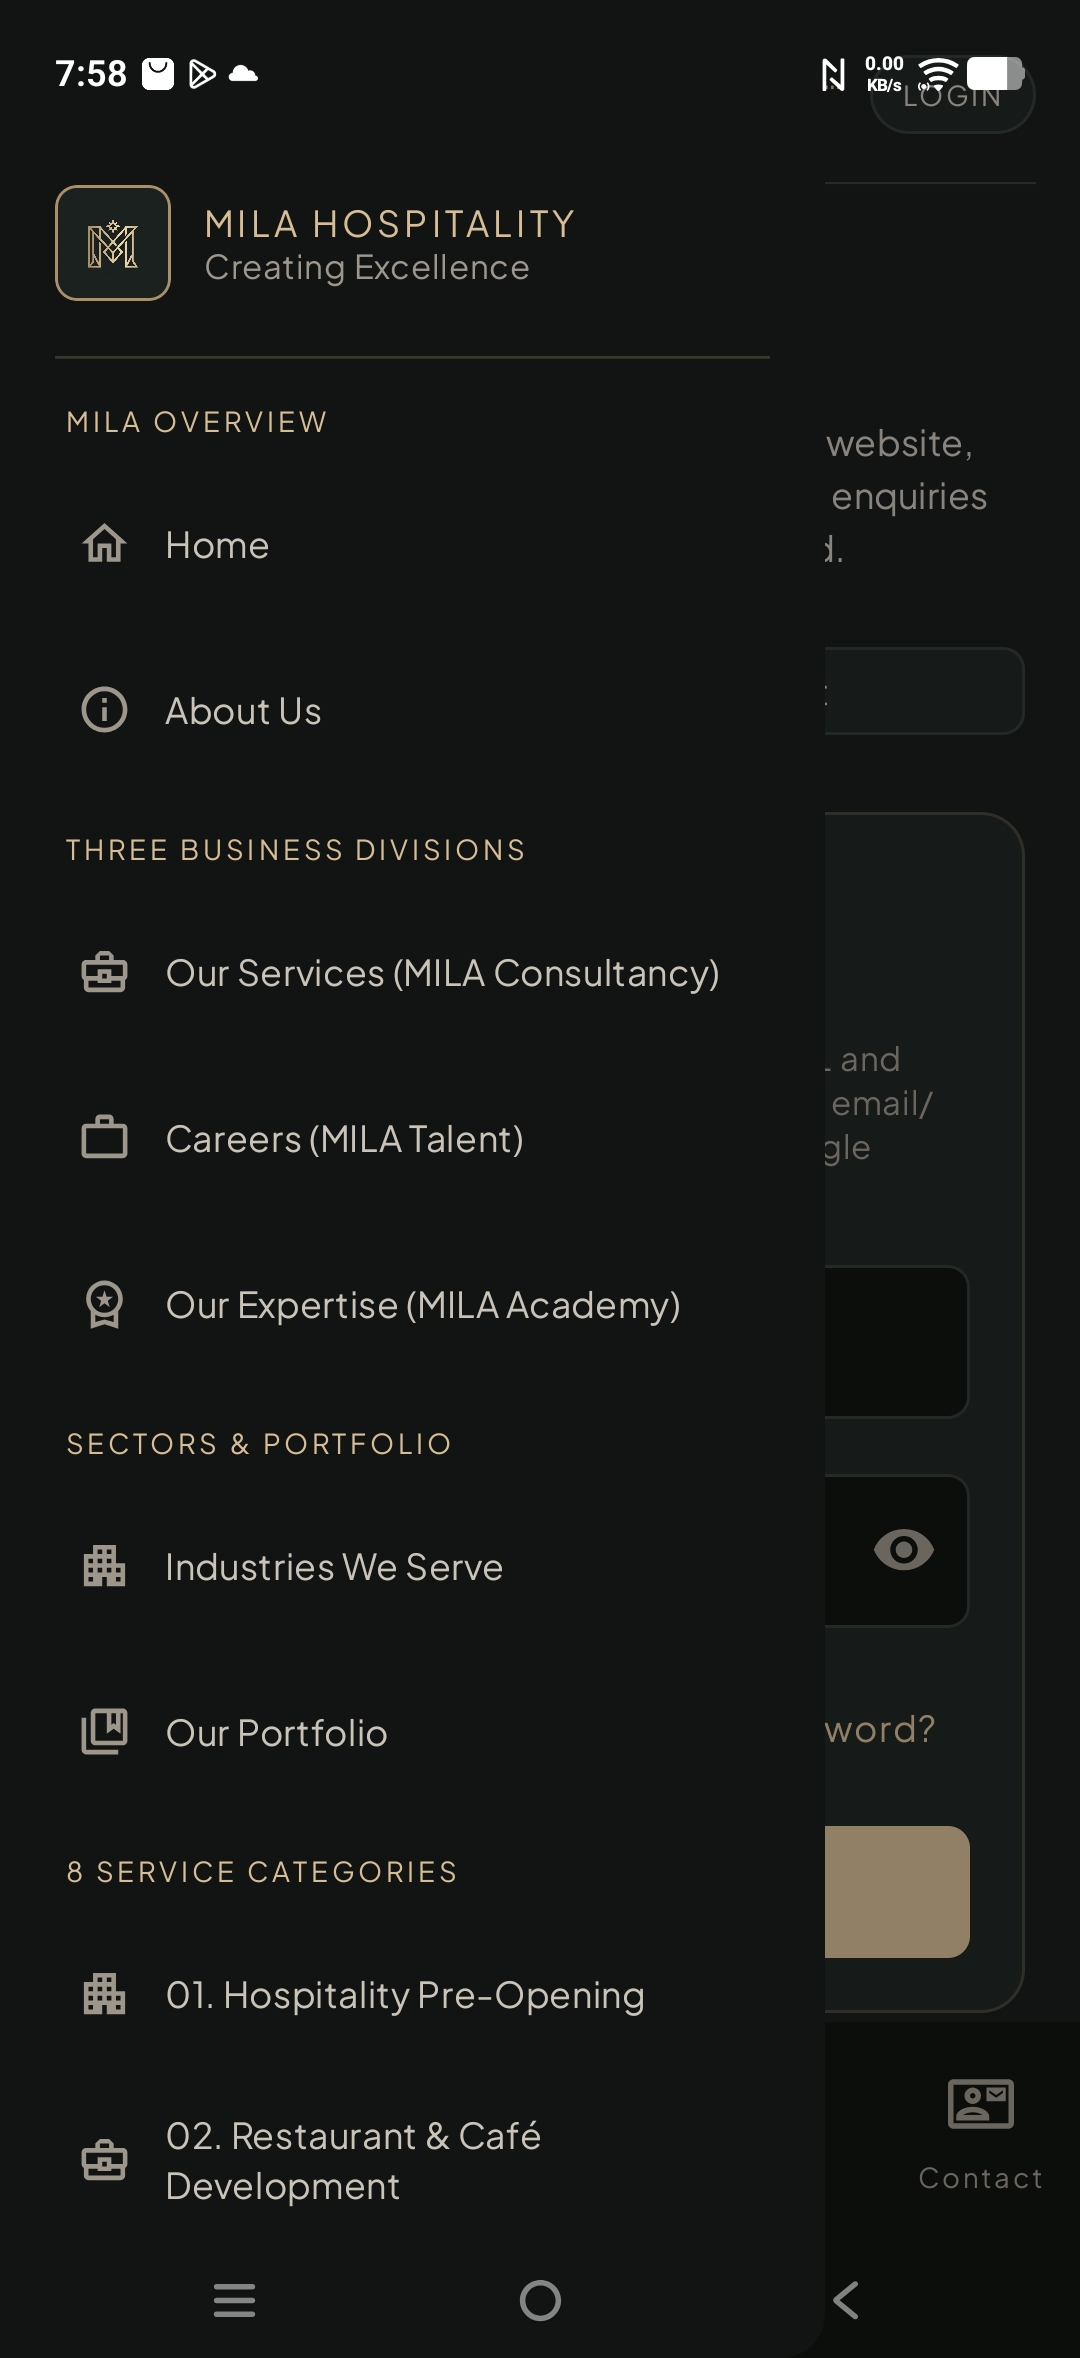 7:58
0.00
KB/s
LOGIN
MILA HOSPITALITY
Creating Excellence
MILA OVERVIEW
website,
Home
enquiries
About Us
THREE BUSINESS DIVISIONS
Our Services (MILA Consultancy)
and
email/
Careers (MILA Talent)
Our Expertise (MILA Academy)
SECTORS & PORTFOLIO
Industries We Serve
Our Portfolio
word?
8 SERVICE CATEGORIES
01. Hospitality Pre-Opening
02. Restaurant & Café
Development
Contact